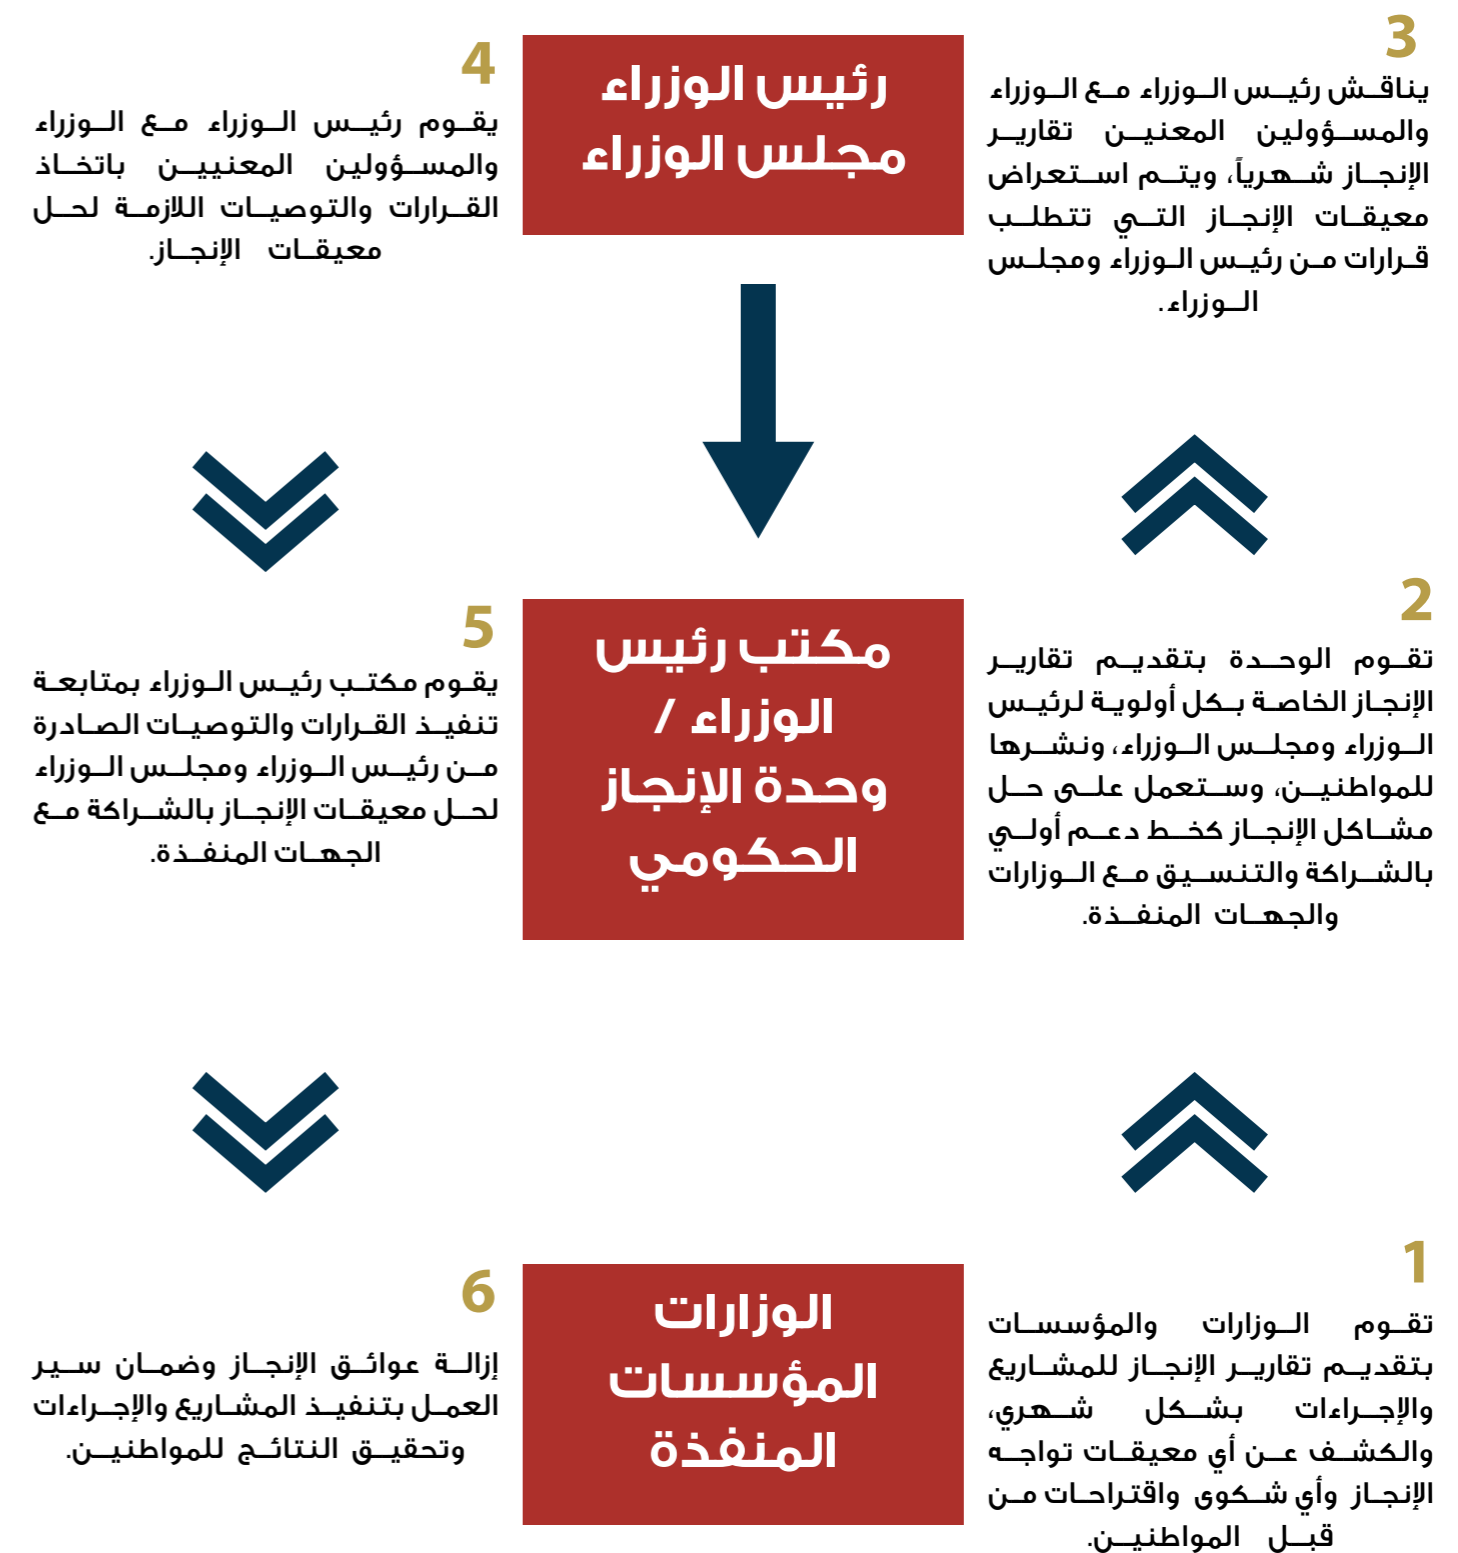 3
يناقش رئيس الوزراء مع الوزراء
والمسؤولين المعنين تقارير
الإنجاز شهرياً، ويتم استعراض
معيقات الإنجاز التي تتطلب
قرارات من رئيس الوزراء ومجلس
الوزراء.
رئيس الوزراء
مجلس الوزراء
4
يقوم رئيس الوزراء مع الوزراء
والمسؤولين المعنيين باتخاذ
القرارات والتوصيات اللازمة لحل
معيقات الإنجاز.
2
تقوم الوحدة بتقديم تقارير
الإنجاز الخاصة بكل أولوية لرئيس
الوزراء ومجلس الوزراء، ونشرها
للمواطنين، وستعمل على حل
مشاكل الإنجاز كخط دعم أولي
بالشراكة والتنسيق مع الوزارات
والجهات المنفذة.
مكتب رئيس
الوزراء /
وحدة الإنجاز
الحكومي
5
يقوم مكتب رئيس الوزراء بمتابعة
تنفيذ القرارات والتوصيات الصادرة
من رئيس الوزراء ومجلس الوزراء
لحل معيقات الإنجاز بالشراكة مع
الجهات المنفذة.
1
تقوم الوزارات والمؤسسات
بتقديم تقارير الإنجاز للمشاريع
والإجراءات بشكل شهري،
والكشف عن أي معيقات تواجه
الإنجاز وأي شكوى واقتراحات من
قبل المواطنين.
الوزارات
المؤسسات
المنفذة
6
إزالة عوائق الإنجاز وضمان سير
العمل بتنفيذ المشاريع والإجراءات
وتحقيق النتائج للمواطنين.